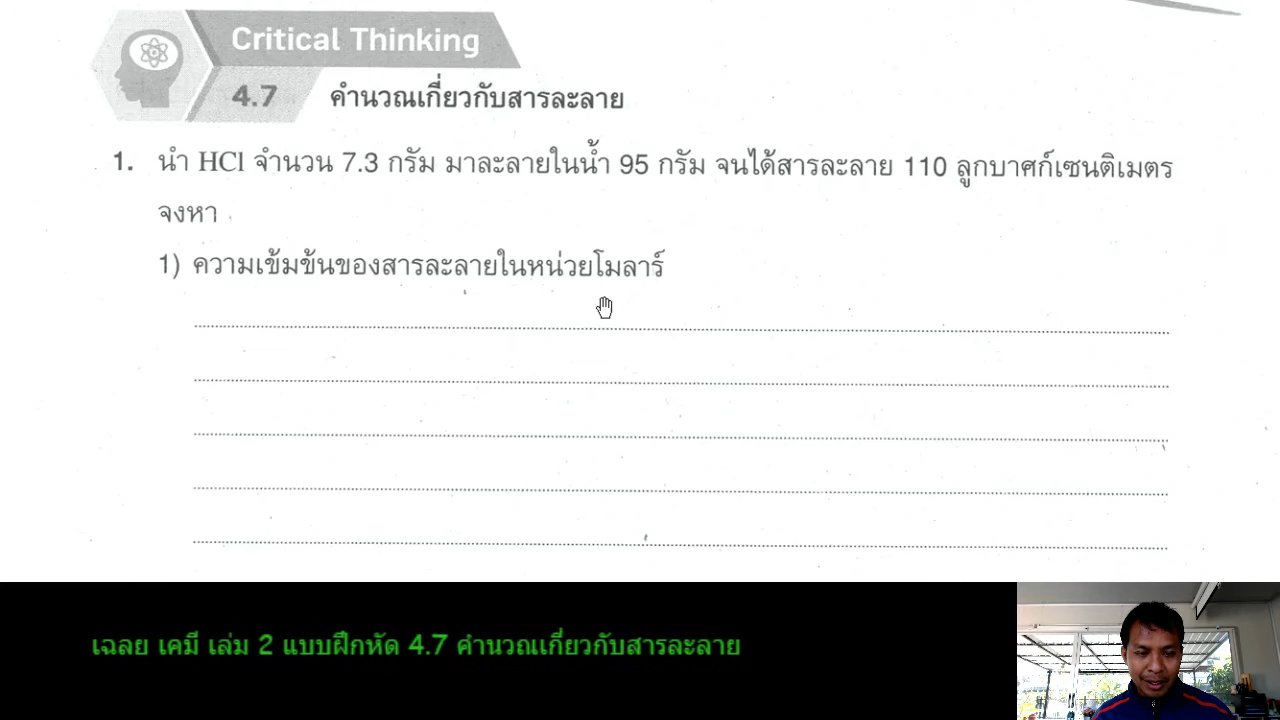 Critical Thinking
4.7 คำนวณเกี่ยวกับสารละลาย
1. นำ HCl จำนวน 7.3 กรัม มาละลายในน้ำ 95 กรัม จนได้สารละลาย 110 ลูกบาศก์เซนติเมตร
จงหา
1) ความเข้มข้นของสารละลายในหน่วยโมลาร์
เฉลย เคมี เล่ม 2 แบบฝึกหัด 4.7 คำนวณเกี่ยวกับสารละลาย